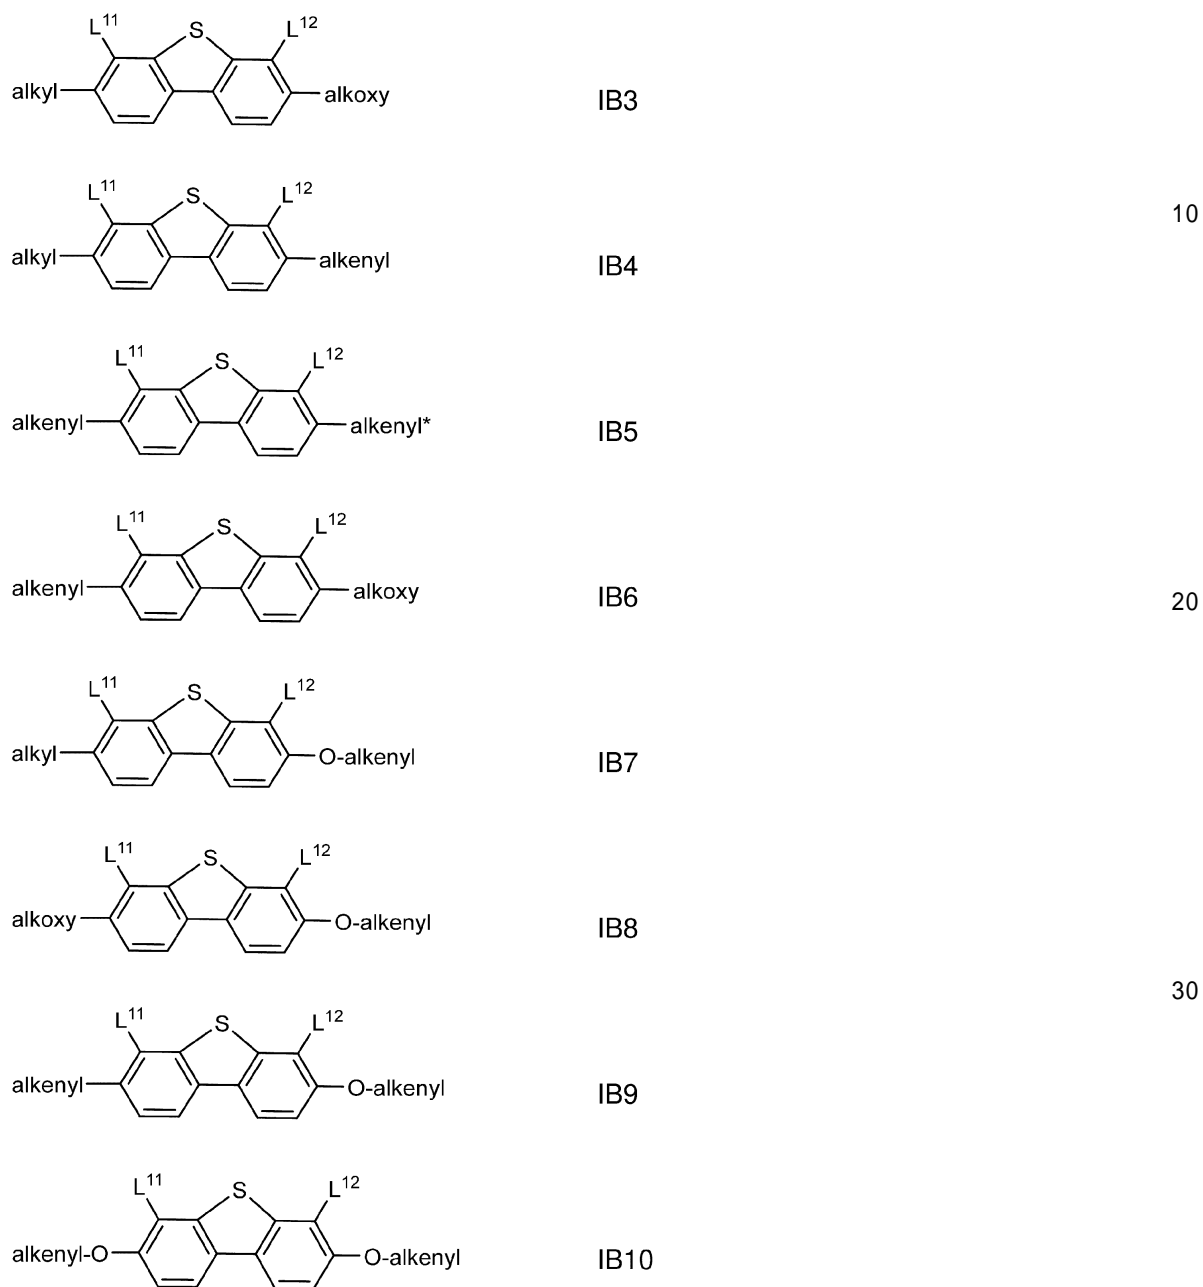 L11 S L12
alkyl alkoxy IB3
L11 S L12
10
alkyl alkenyl IB4
L11 S L12
alkenyl alkenyl* IB5
L11 S L12
alkenyl alkoxy IB6
20
L11 S L12
alkyl O-alkenyl IB7
L11 S L12
alkoxy O-alkenyl IB8
30
L11 S L12
alkenyl O-alkenyl IB9
L11 S L12
alkenyl-O O-alkenyl IB10